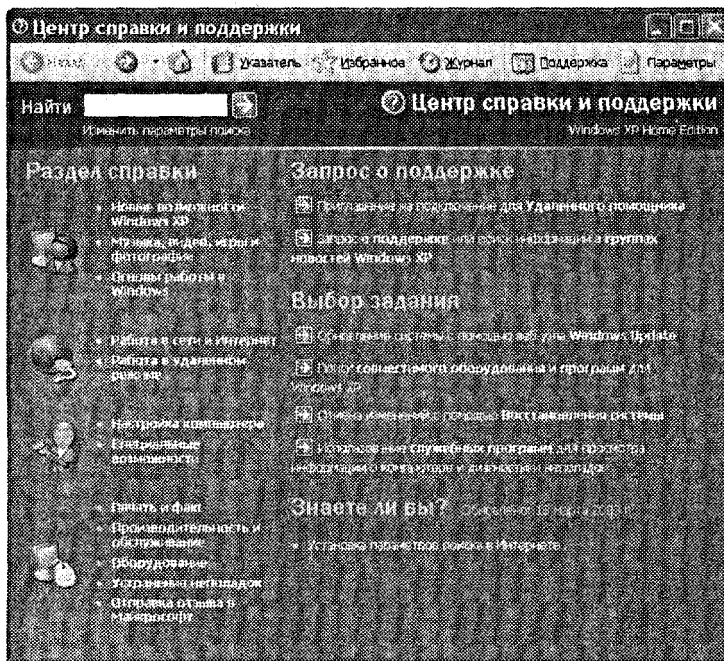 Центр справки и поддержки
Назад Указатель Избранное Журнал Поддержка Параметры
Найти
Изменить параметры поиска
Центр справки и поддержки
Windows XP Home Edition
Раздел справки
Новые возможности
Windows XP
Музыка, видео, игры и
фотографии
Основы работы в
Windows
Работа в сети и Интернет
Работа в удаленном
режиме
Настройка компьютера
Специальные
возможности
Печать и факс
Производительность и
обслуживание
Оборудование
Устранение неполадок
Отправка отзыва в
Майкрософт
Запрос о поддержке
Приглашение на подключение для Удаленного помощника
Запрос о поддержке или поиск информации в группах
новостей Windows XP
Выбор задания
Обновление системы с помощью веб-узла Windows Update
Поиск совместимого оборудования и программ для
Windows XP
Отмена изменений с помощью Восстановления системы
Использование служебных программ для просмотра
информации о компьютере и диагностики неполадок
Знаете ли вы?
Установка параметров поиска в Интернете